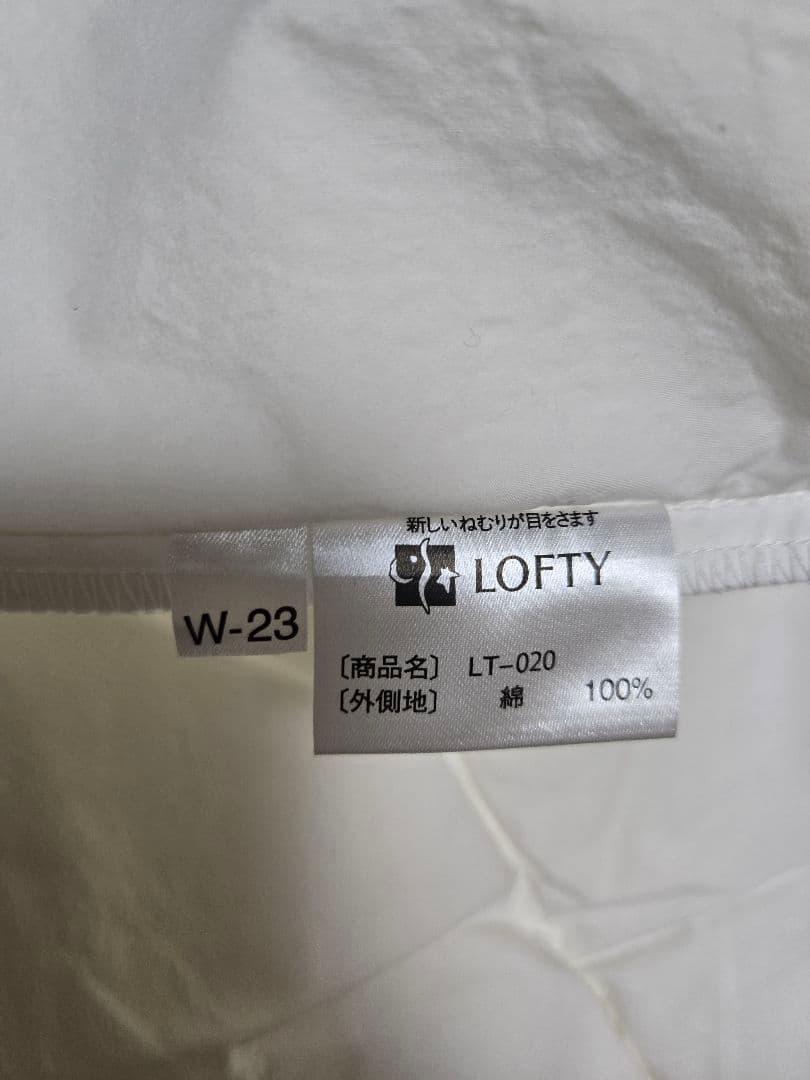 新しいねむりが目をさます
LOFTY
W-23
〔商品名〕 LT-020
〔外側地〕 綿 100%